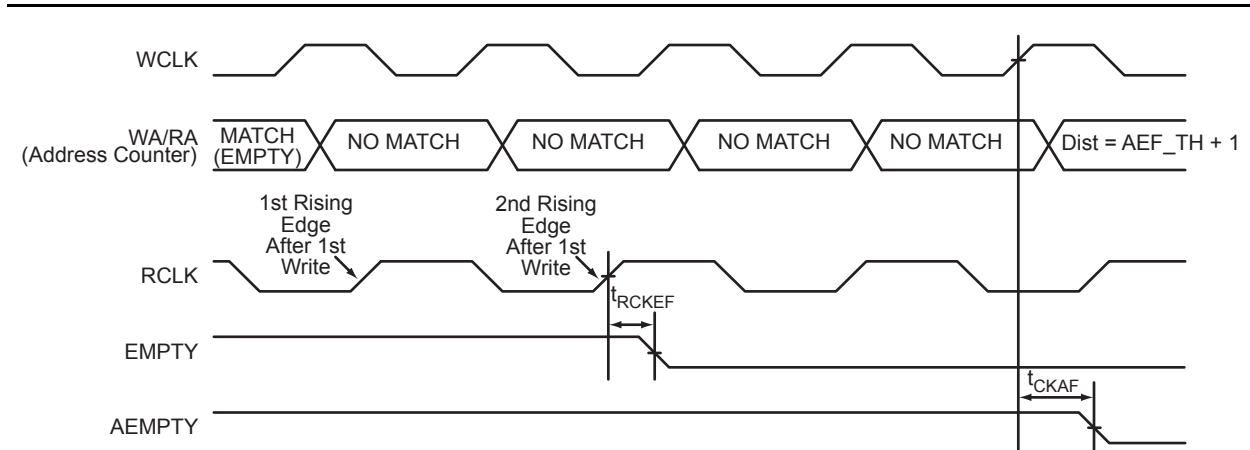 WCLK
WA/RA
(Address Counter)
MATCH
(EMPTY)
NO MATCH
NO MATCH
NO MATCH
NO MATCH
Dist = AEF_TH + 1
1st Rising
Edge
After 1st
Write
2nd Rising
Edge
After 1st
Write
RCLK
tRCKEF
EMPTY
tCKAF
AEMPTY